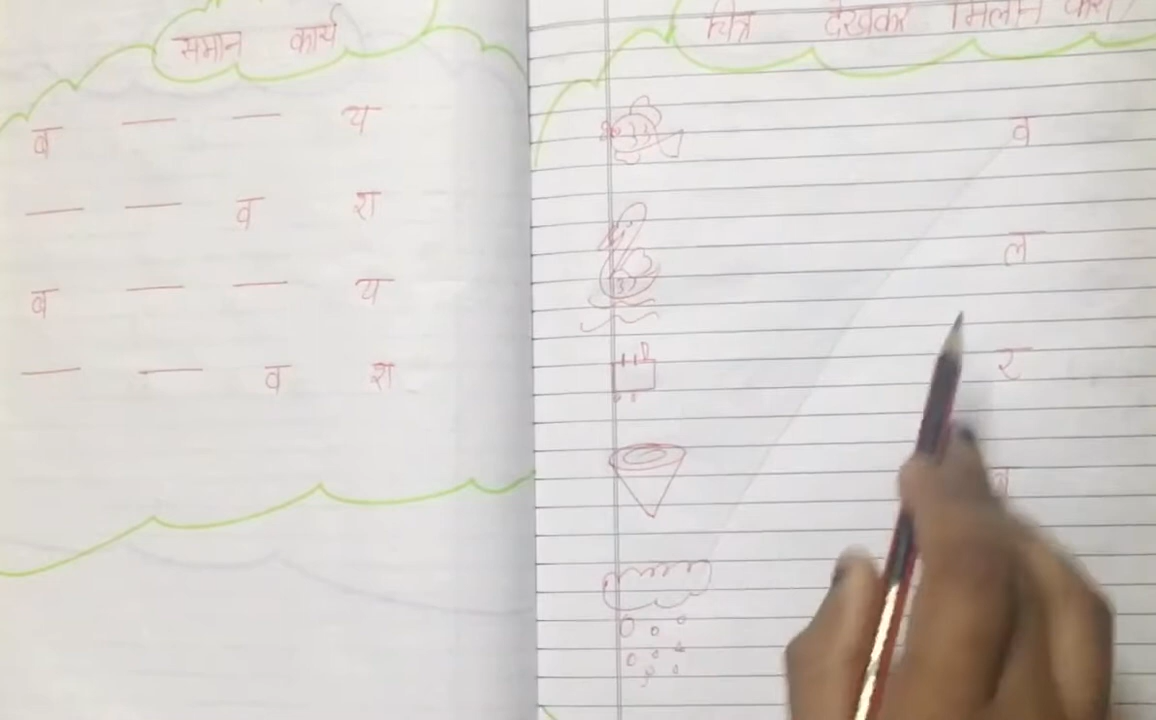 समान कार्य
ब — — य
— — व श
ब — — य
— — व श
चित्र देखकर मिलान करो
व
ल
र